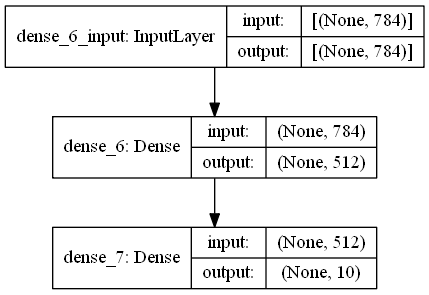 dense_6_input: InputLayer
input:
[(None, 784)]
output:
[(None, 784)]
dense_6: Dense
input:
(None, 784)
output:
(None, 512)
dense_7: Dense
input:
(None, 512)
output:
(None, 10)